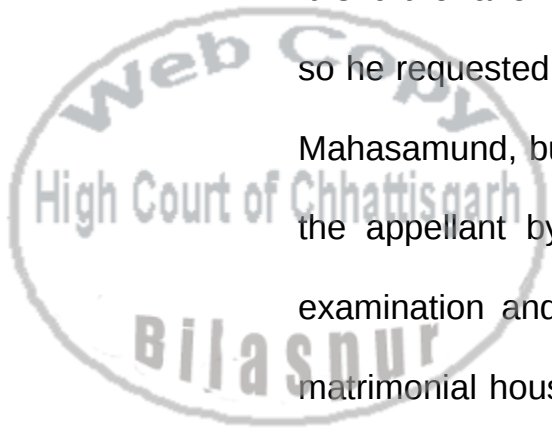 Web Copy
so he requested
Mahasamund, bu
High Court of Chhattisgarh
the appellant by
examination and
Bilaspur
matrimonial hous